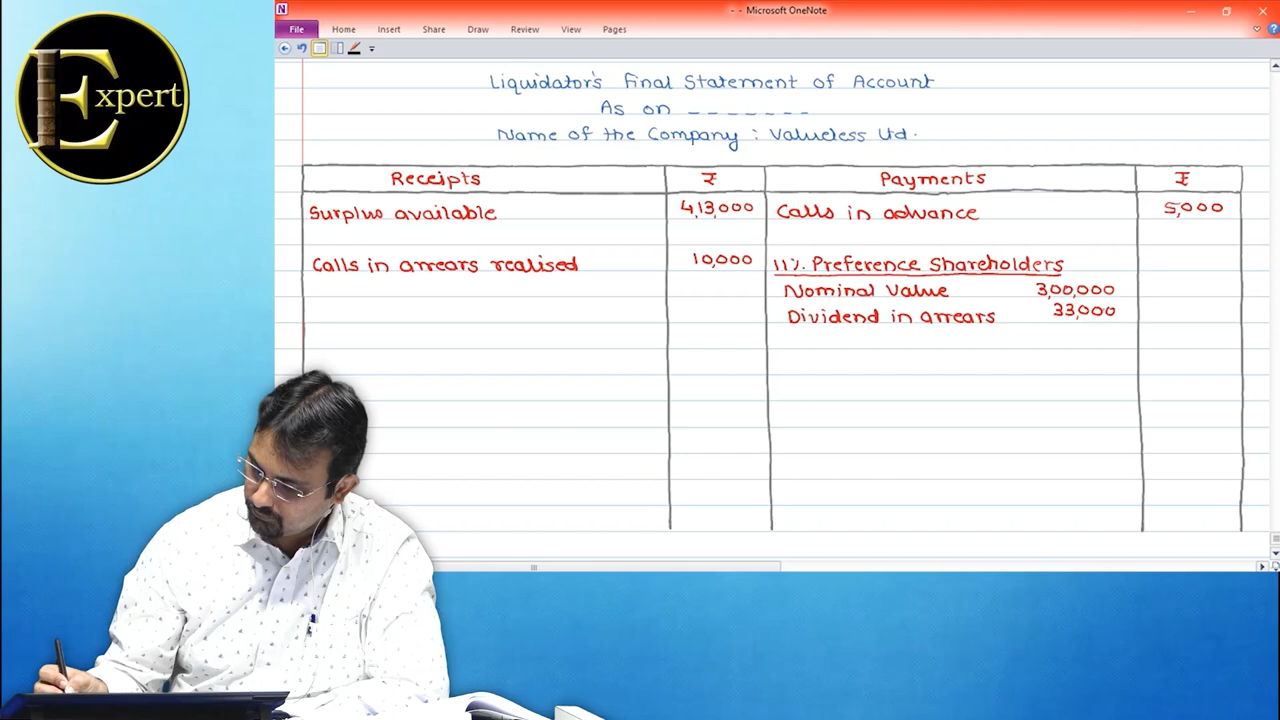 Expert
- - Microsoft OneNote
File Home Insert Share Draw Review View Pages
Liquidator's Final Statement of Account
As on - - - - - - -
Name of the Company : Valueless Ltd.
Receipts ₹ Payments ₹
Surplus available 4,13,000 Calls in advance 5,000
Calls in arrears realised 10,000 11% Preference Shareholders
Nominal Value 3,00,000
Dividend in arrears 33,000